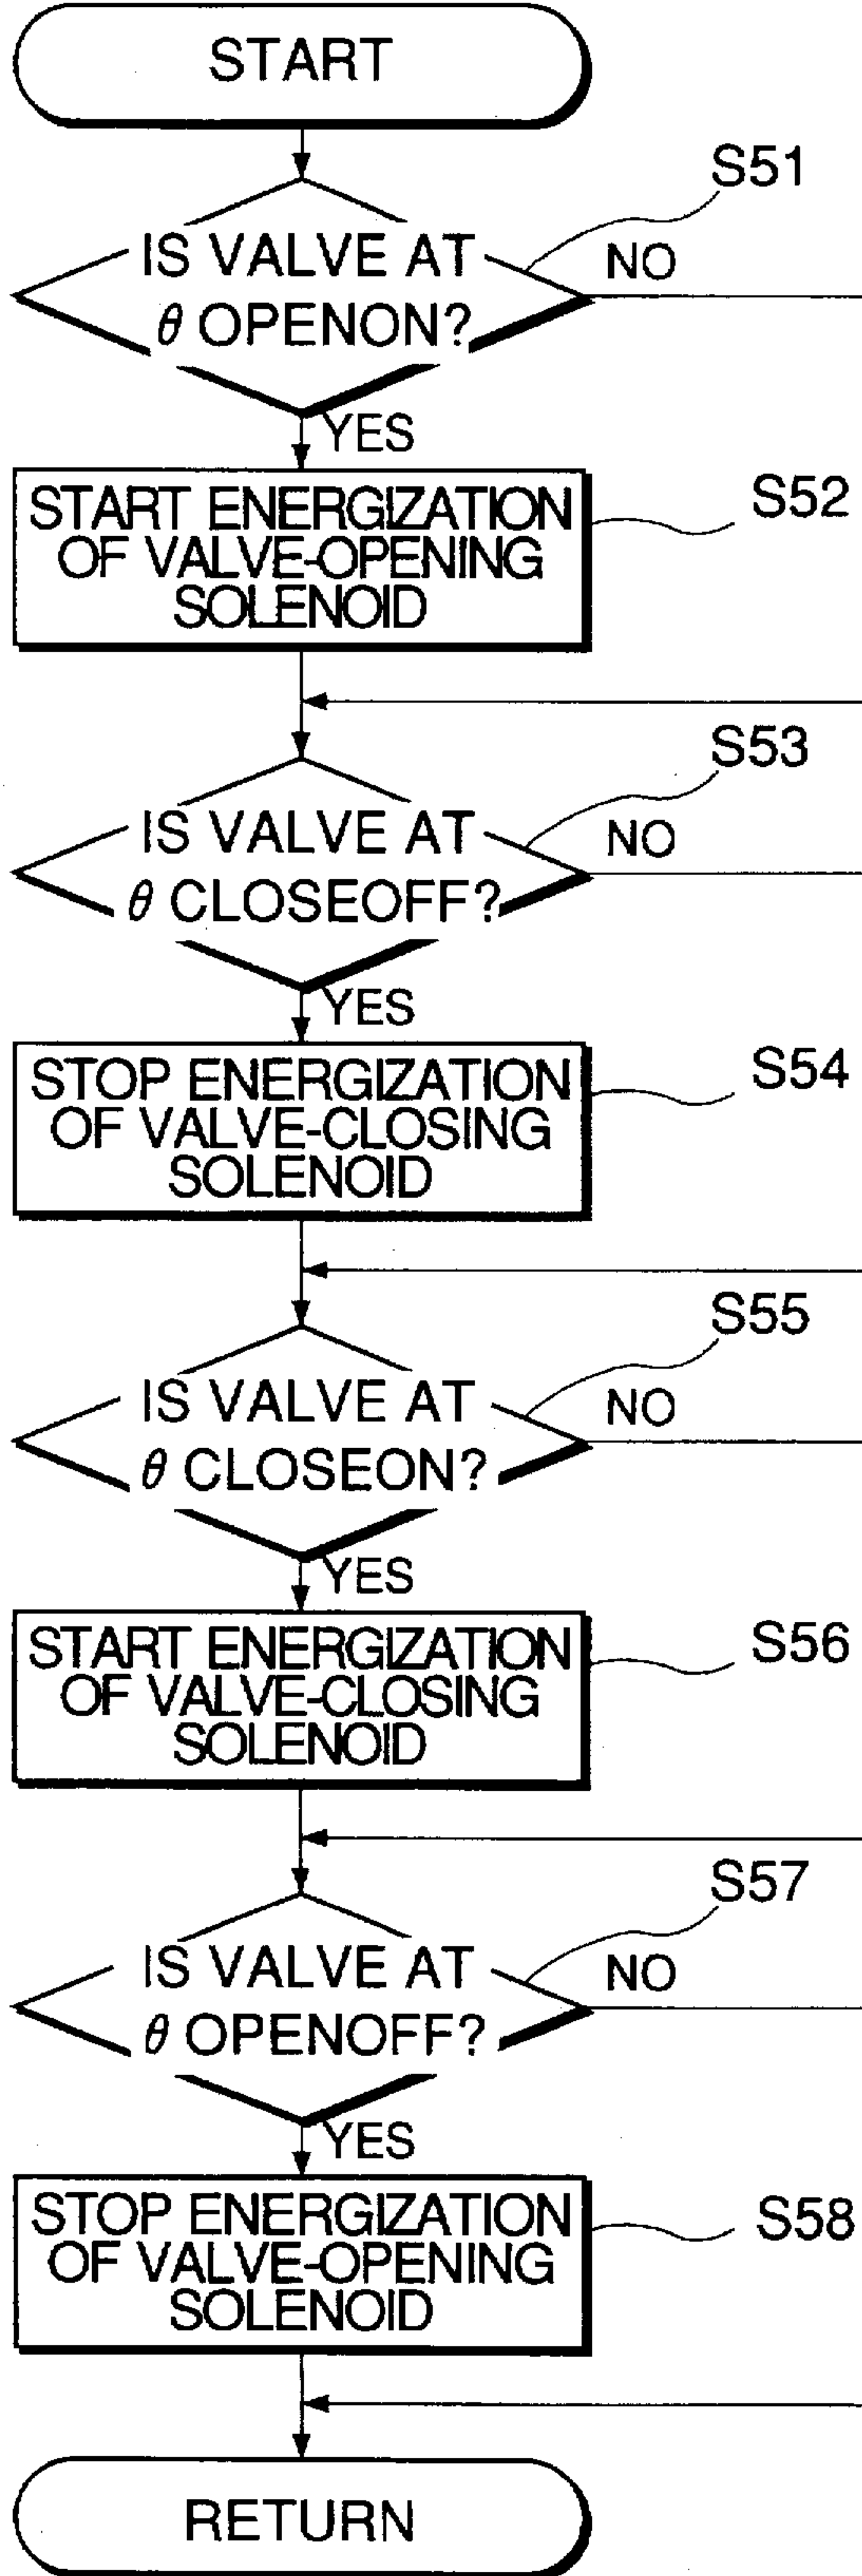 START
S51
IS VALVE AT
θ OPENON?
NO
YES
START ENERGIZATION
OF VALVE-OPENING
SOLENOID
S52
S53
IS VALVE AT
θ CLOSEOFF?
NO
YES
STOP ENERGIZATION
OF VALVE-CLOSING
SOLENOID
S54
S55
IS VALVE AT
θ CLOSEON?
NO
YES
START ENERGIZATION
OF VALVE-CLOSING
SOLENOID
S56
S57
IS VALVE AT
θ OPENOFF?
NO
YES
STOP ENERGIZATION
OF VALVE-OPENING
SOLENOID
S58
RETURN